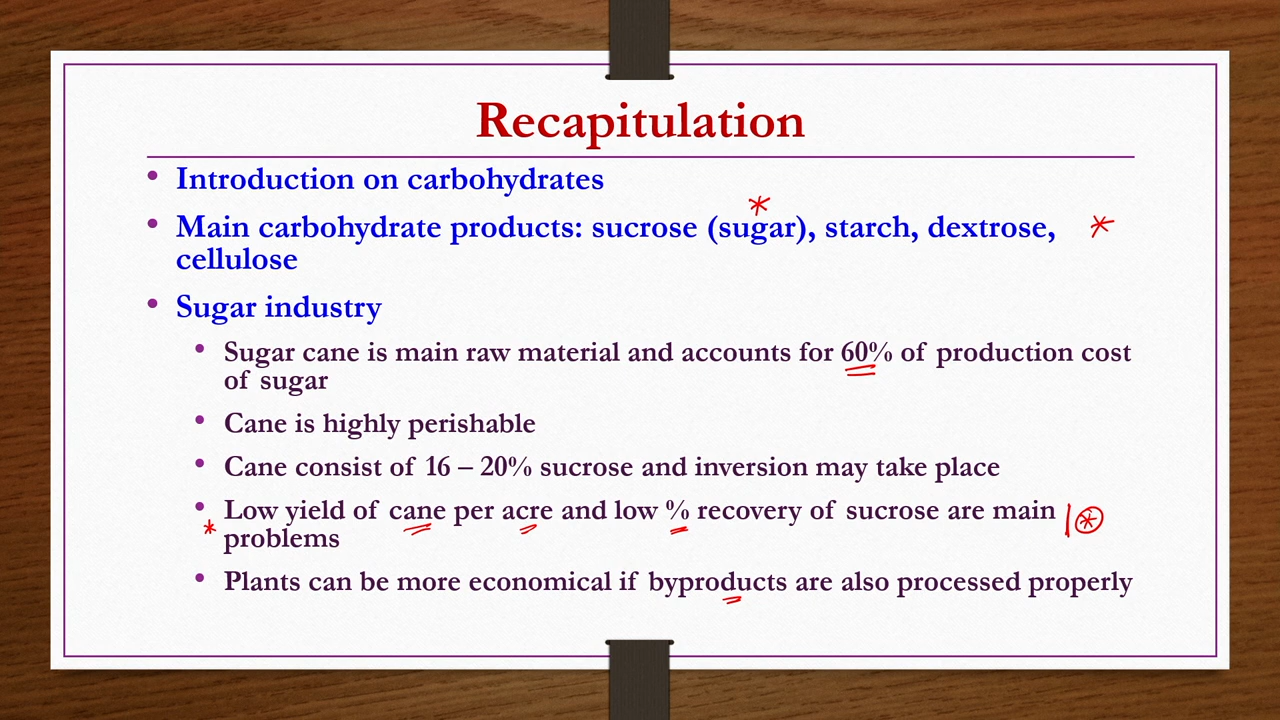 Recapitulation
• Introduction on carbohydrates
• Main carbohydrate products: sucrose (sugar), starch, dextrose,
cellulose
• Sugar industry
• Sugar cane is main raw material and accounts for 60% of production cost
of sugar
• Cane is highly perishable
• Cane consist of 16 – 20% sucrose and inversion may take place
• Low yield of cane per acre and low % recovery of sucrose are main
problems
• Plants can be more economical if byproducts are also processed properly